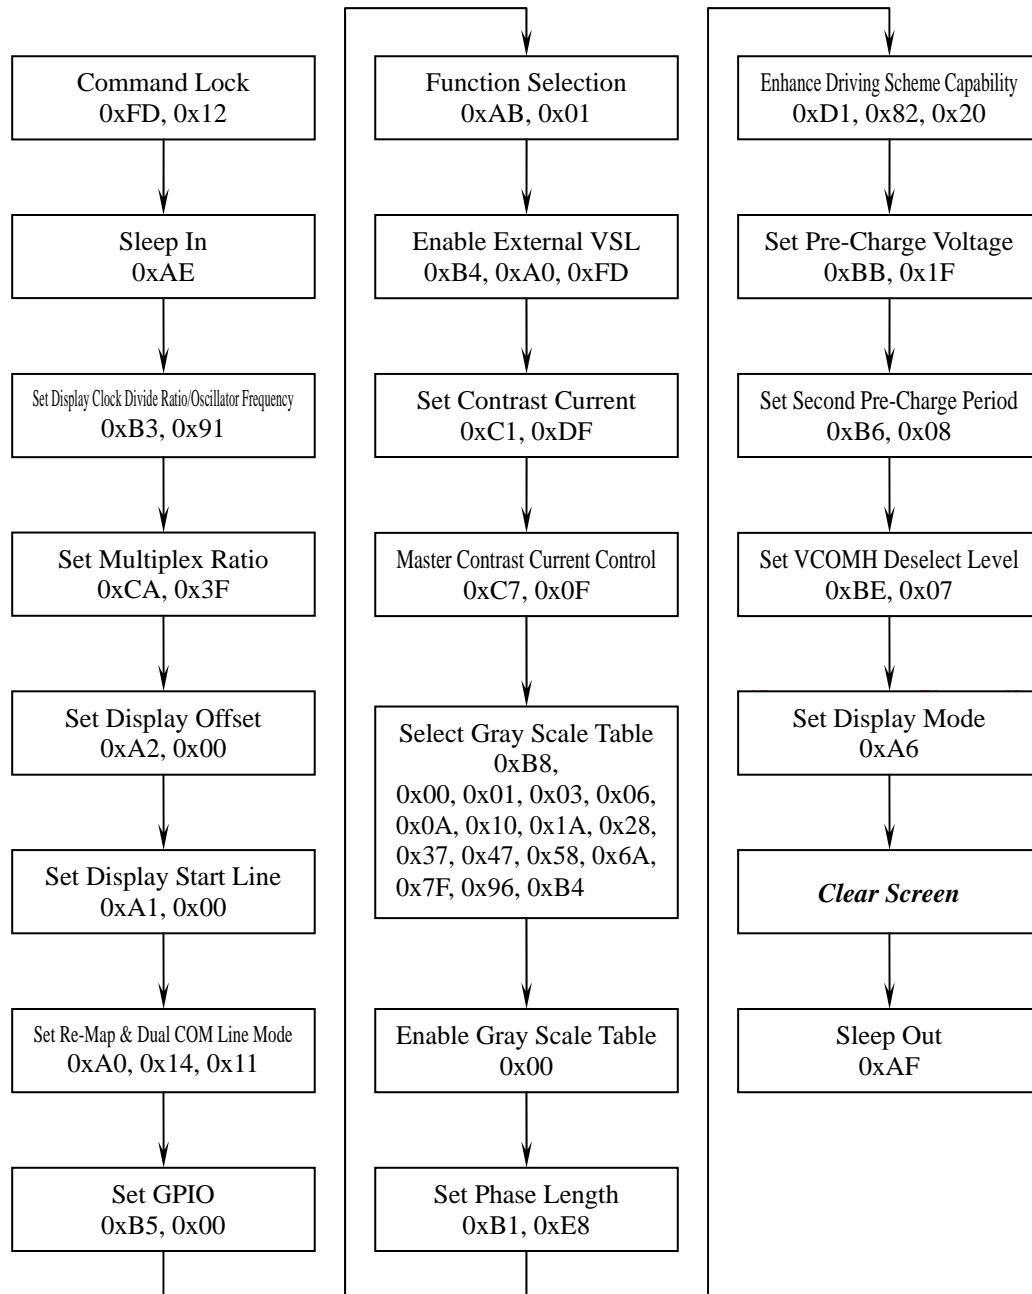 Command Lock
0xFD, 0x12
Sleep In
0xAE
Set Display Clock Divide Ratio/Oscillator Frequency
0xB3, 0x91
Set Multiplex Ratio
0xCA, 0x3F
Set Display Offset
0xA2, 0x00
Set Display Start Line
0xA1, 0x00
Set Re-Map & Dual COM Line Mode
0xA0, 0x14, 0x11
Set GPIO
0xB5, 0x00
Function Selection
0xAB, 0x01
Enable External VSL
0xB4, 0xA0, 0xFD
Set Contrast Current
0xC1, 0xDF
Master Contrast Current Control
0xC7, 0x0F
Select Gray Scale Table
0xB8,
0x00, 0x01, 0x03, 0x06,
0x0A, 0x10, 0x1A, 0x28,
0x37, 0x47, 0x58, 0x6A,
0x7F, 0x96, 0xB4
Enable Gray Scale Table
0x00
Set Phase Length
0xB1, 0xE8
Enhance Driving Scheme Capability
0xD1, 0x82, 0x20
Set Pre-Charge Voltage
0xBB, 0x1F
Set Second Pre-Charge Period
0xB6, 0x08
Set VCOMH Deselect Level
0xBE, 0x07
Set Display Mode
0xA6
Clear Screen
Sleep Out
0xAF